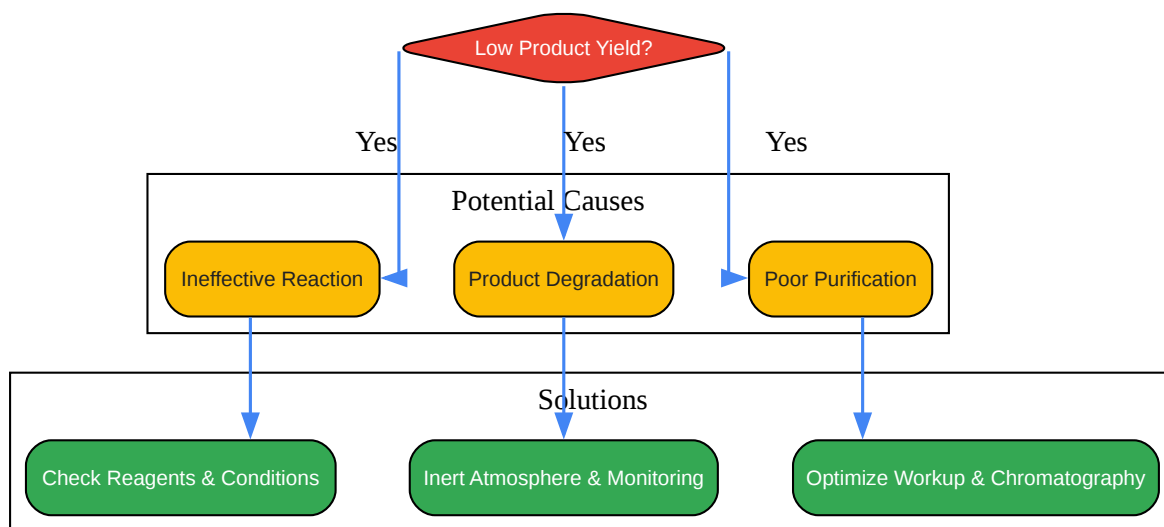 Low Product Yield?
Yes
Yes
Yes
Potential Causes
Ineffective Reaction
Product Degradation
Poor Purification
Solutions
Check Reagents & Conditions
Inert Atmosphere & Monitoring
Optimize Workup & Chromatography